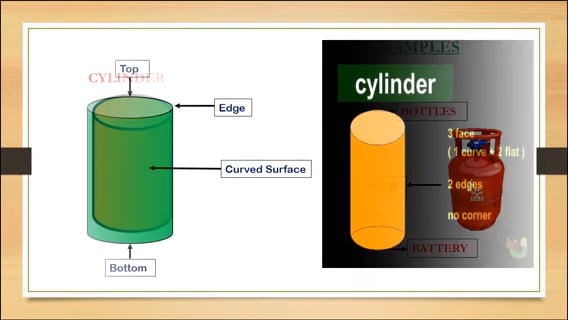 Top
CYLINDER
Edge
Curved Surface
Bottom
EXAMPLES
cylinder
BOTTLES
3 face
( 1 curve + 2 flat )
2 edges
no corner
BATTERY